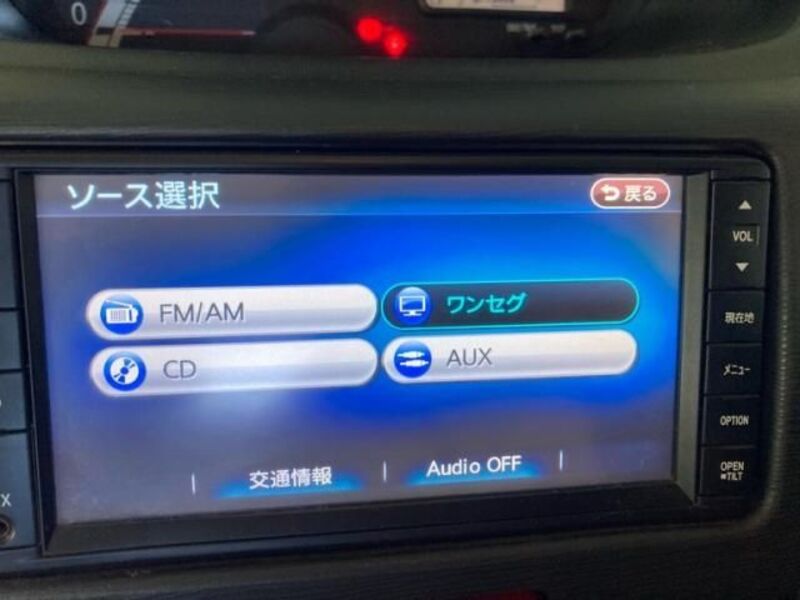 0
ソース選択
戻る
VOL
FM/AM
ワンセグ
現在地
CD
AUX
メニュー
OPTION
交通情報
Audio OFF
OPEN
TILT
X